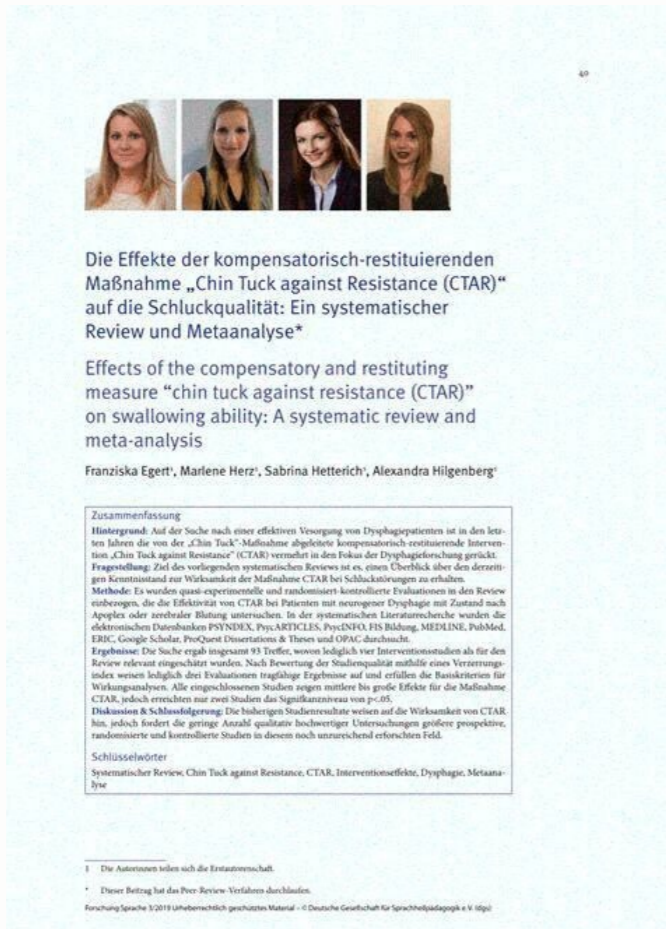 40
Die Effekte der kompensatorisch-restituierenden
Maßnahme „Chin Tuck against Resistance (CTAR)“
auf die Schluckqualität: Ein systematischer
Review und Metaanalyse*
Effects of the compensatory and restituting
measure “chin tuck against resistance (CTAR)”
on swallowing ability: A systematic review and
meta-analysis
Franziska Egert¹, Marlene Herz¹, Sabrina Hetterich¹, Alexandra Hilgenberg¹
Zusammenfassung
Hintergrund: Auf der Suche nach einer effektiven Versorgung von Dysphagiepatienten ist in den letz-
ten Jahren die von der „Chin Tuck“-Maßnahme abgeleitete kompensatorisch-restituierende Interven-
tion „Chin Tuck against Resistance“ (CTAR) vermehrt in den Fokus der Dysphagieforschung gerückt.
Fragestellung: Ziel des vorliegenden systematischen Reviews ist es, einen Überblick über den derzeiti-
gen Kenntnisstand zur Wirksamkeit der Maßnahme CTAR bei Schluckstörungen zu erhalten.
Methode: Es wurden quasi-experimentelle und randomisiert-kontrollierte Evaluationen in den Review
einbezogen, die die Effektivität von CTAR bei Patienten mit neurogener Dysphagie mit Zustand nach
Apoplex oder zerebraler Blutung untersuchen. In der systematischen Literaturrecherche wurden die
elektronischen Datenbanken PSYNDEX, PsycARTICLES, PsycINFO, FIS Bildung, MEDLINE, PubMed,
ERIC, Google Scholar, ProQuest Dissertations & Theses und OPAC durchsucht.
Ergebnisse: Die Suche ergab insgesamt 93 Treffer, wovon lediglich vier Interventionsstudien als für den
Review relevant eingeschätzt wurden. Nach Bewertung der Studienqualität mithilfe eines Verzerrungs-
index weisen lediglich drei Evaluationen tragfähige Ergebnisse auf und erfüllen die Basiskriterien für
Wirkungsanalysen. Alle eingeschlossenen Studien zeigen mittlere bis große Effekte für die Maßnahme
CTAR, jedoch erreichten nur zwei Studien das Signifikanzniveau von p<.05.
Diskussion & Schlussfolgerung: Die bisherigen Studienresultate weisen auf die Wirksamkeit von CTAR
hin, jedoch fordert die geringe Anzahl qualitativ hochwertiger Untersuchungen größere prospektive,
randomisierte und kontrollierte Studien in diesem noch unzureichend erforschten Feld.
Schlüsselwörter
Systematischer Review, Chin Tuck against Resistance, CTAR, Interventionseffekte, Dysphagie, Metaana-
lyse
1 Die Autorinnen teilen sich die Erstautorenschaft.
* Dieser Beitrag hat das Peer-Review-Verfahren durchlaufen.
Forschung Sprache 3/2019 Urheberrechtlich geschütztes Material – © Deutsche Gesellschaft für Sprachheilpädagogik e.V. (dgs)